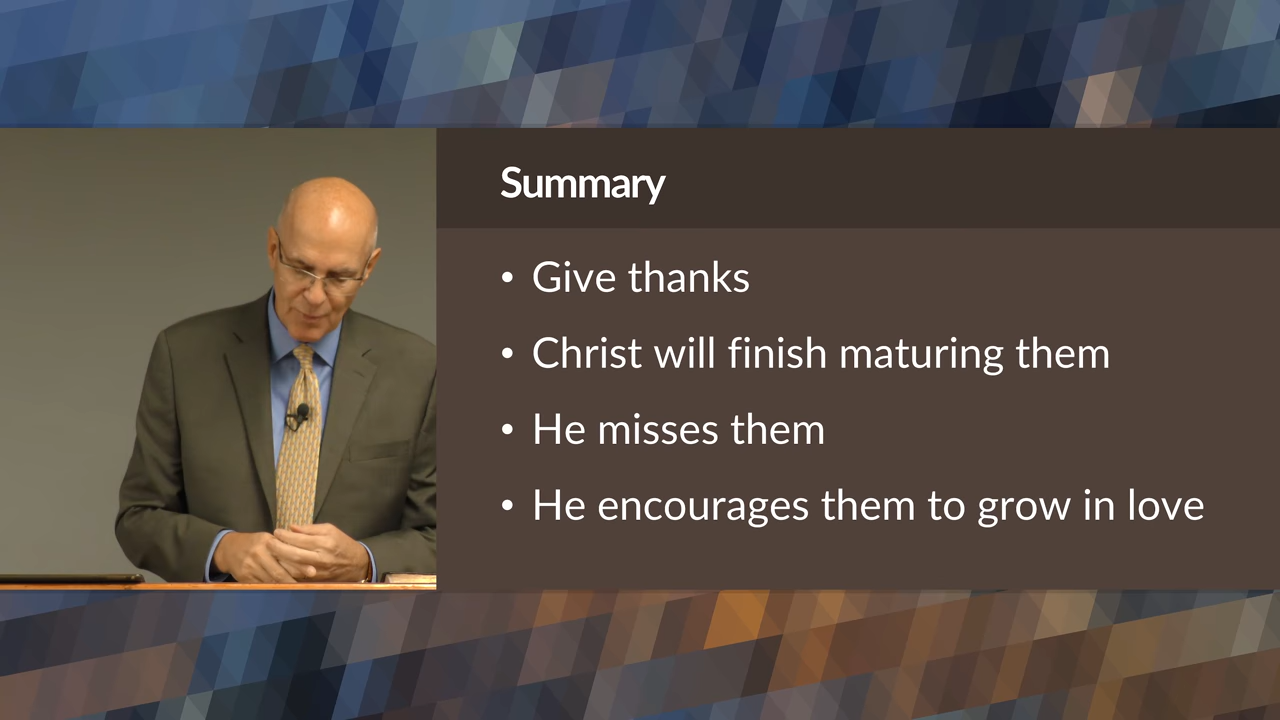 Summary
• Give thanks
• Christ will finish maturing them
• He misses them
• He encourages them to grow in love